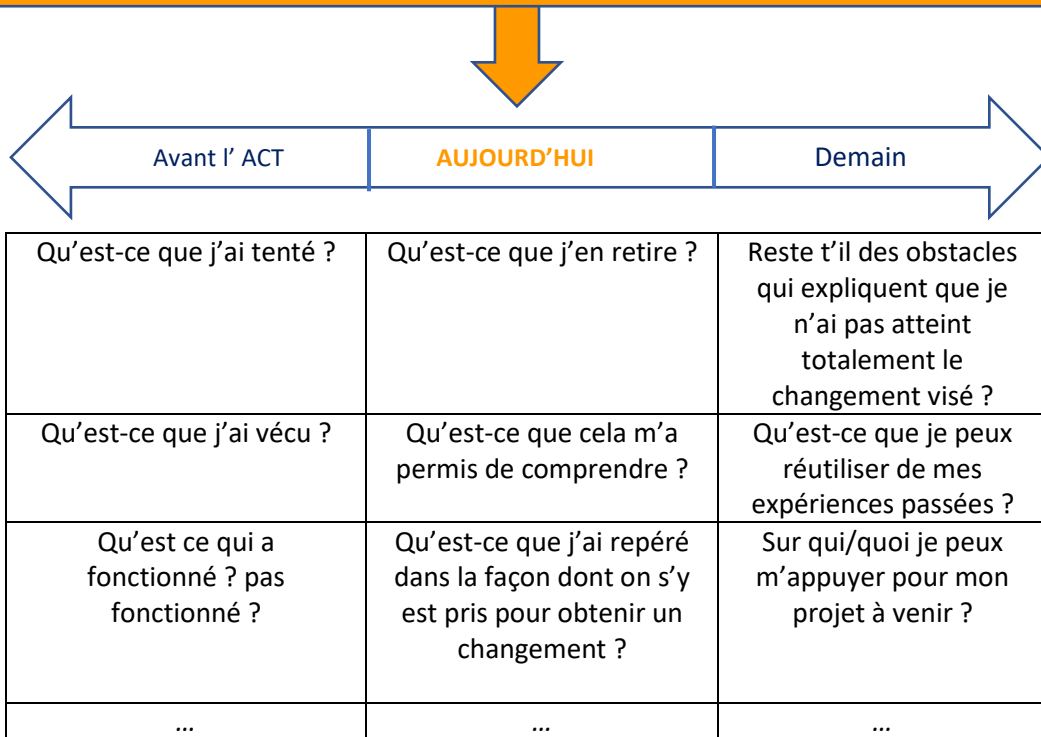 Avant l' ACT
AUJOURD'HUI
Demain
Qu'est-ce que j'ai tenté ?
Qu'est-ce que j'en retire ?
Reste t'il des obstacles
qui expliquent que je
n'ai pas atteint
totalement le
changement visé ?
Qu'est-ce que j'ai vécu ?
Qu'est-ce que cela m'a
permis de comprendre ?
Qu'est-ce que je peux
réutiliser de mes
expériences passées ?
Qu'est ce qui a
fonctionné ? pas
fonctionné ?
Qu'est-ce que j'ai repéré
dans la façon dont on s'y
est pris pour obtenir un
changement ?
Sur qui/quoi je peux
m'appuyer pour mon
projet à venir ?
...
...
...